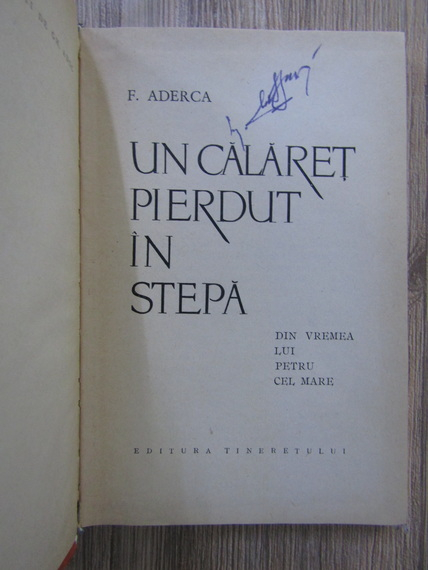 F. ADERCA
UN CĂLĂREȚ
PIERDUT
ÎN
STEPĂ
DIN VREMEA
LUI
PETRU
CEL MARE
EDITURA TINERETULUI